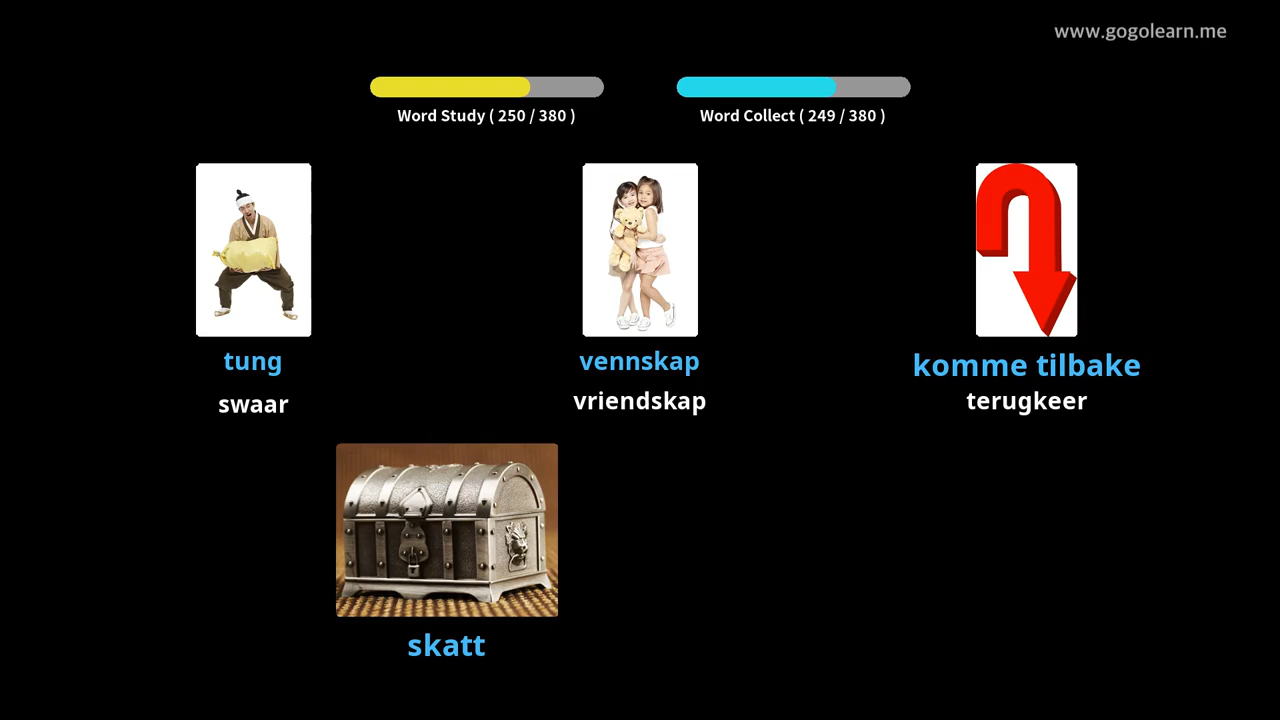 www.gogolearn.me
Word Study ( 250 / 380 )
Word Collect ( 249 / 380 )
tung
swaar
vennskap
vriendskap
komme tilbake
terugkeer
skatt